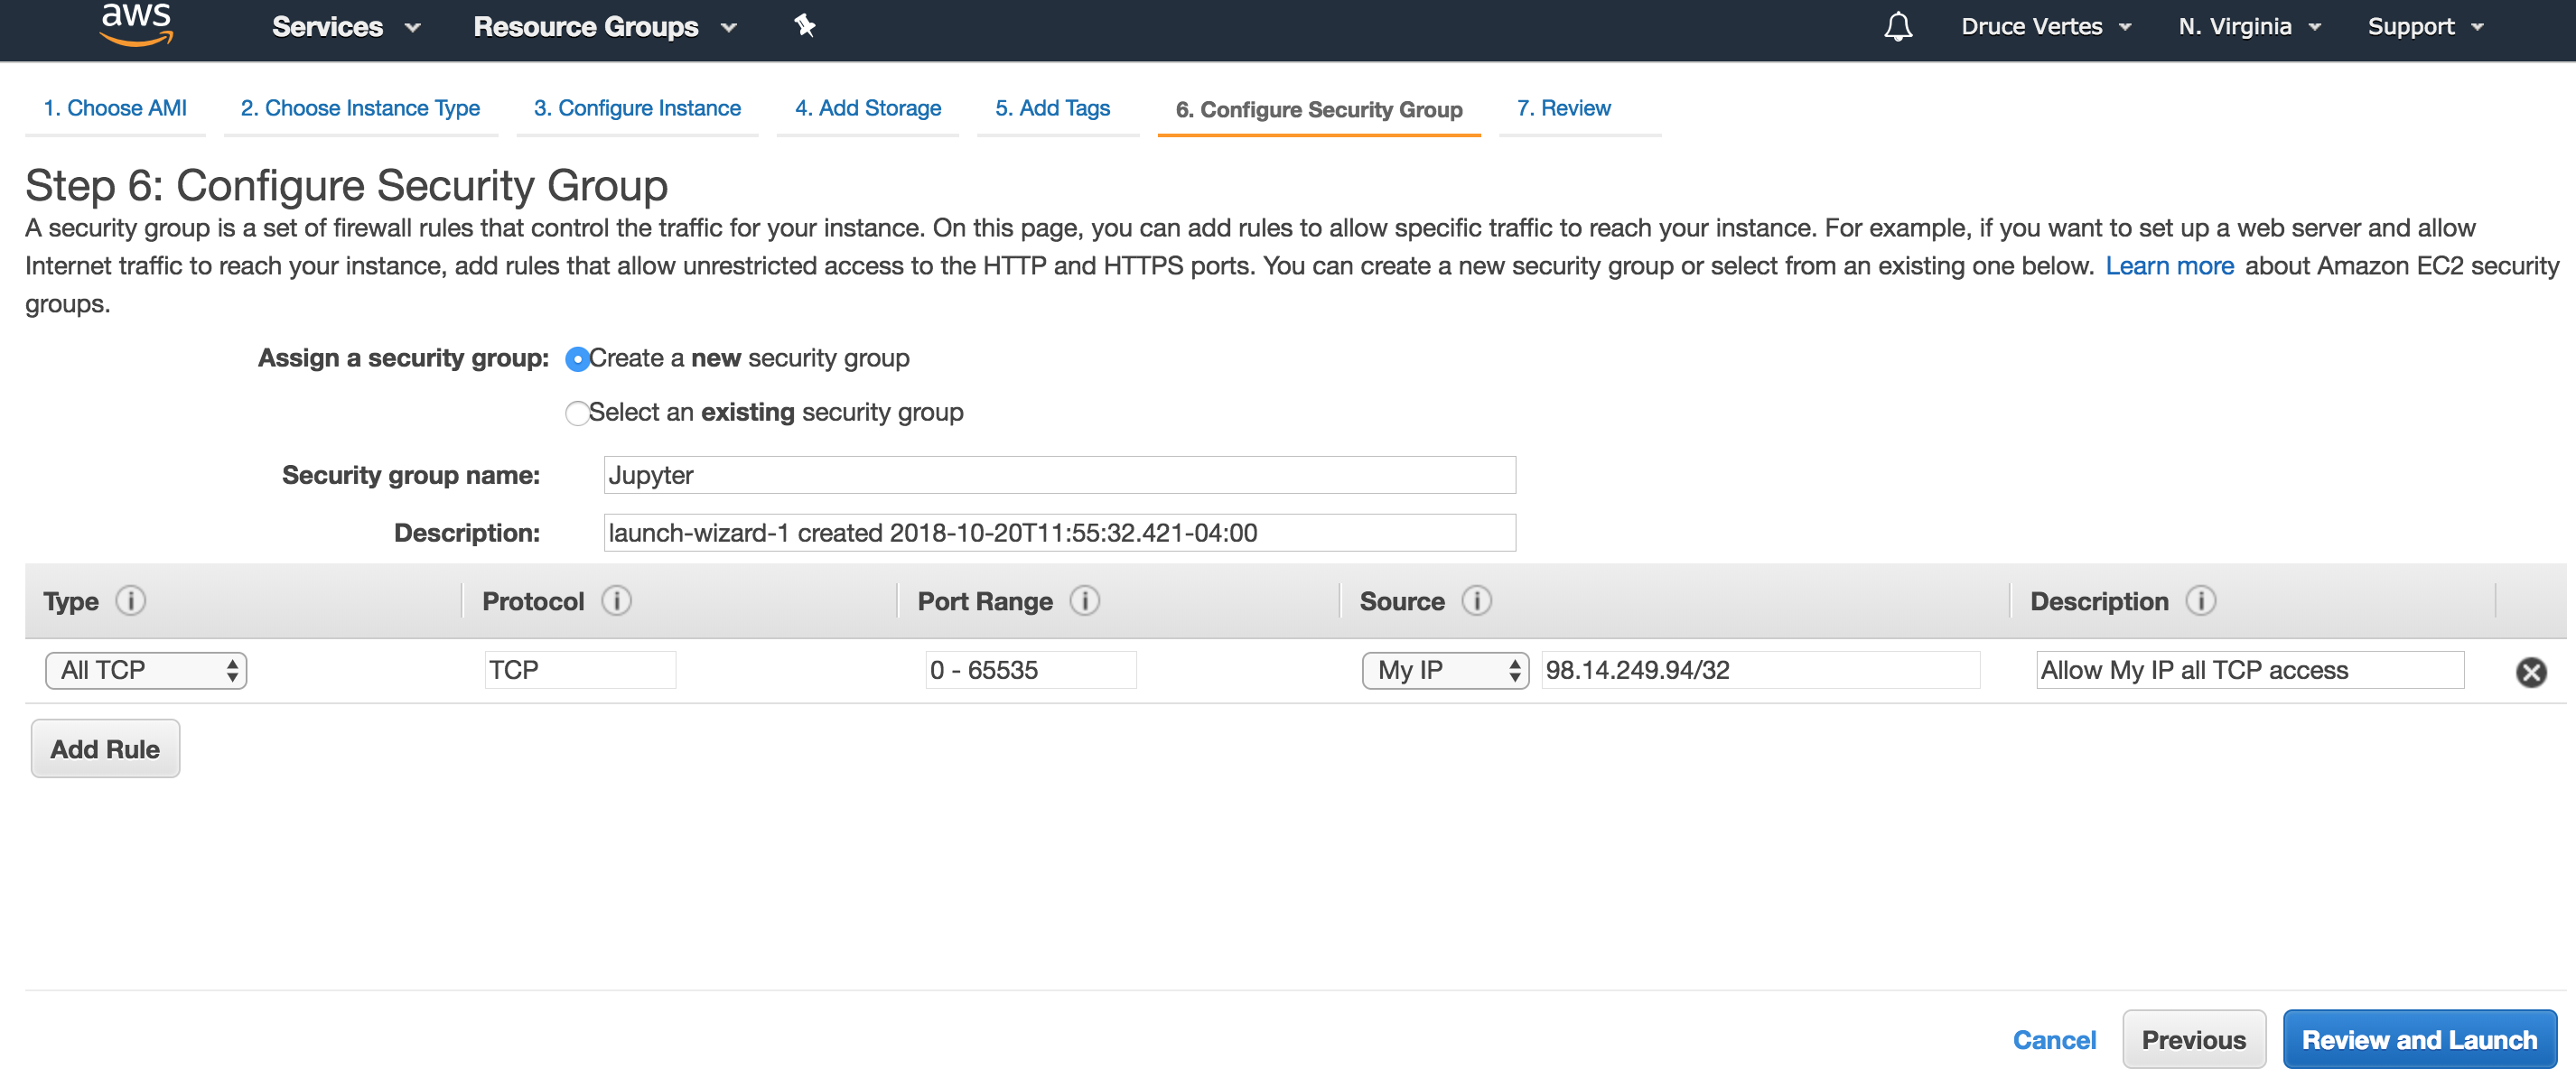 aws Services Resource Groups Druce Vertes N. Virginia Support
1. Choose AMI 2. Choose Instance Type 3. Configure Instance 4. Add Storage 5. Add Tags 6. Configure Security Group 7. Review
Step 6: Configure Security Group
A security group is a set of firewall rules that control the traffic for your instance. On this page, you can add rules to allow specific traffic to reach your instance. For example, if you want to set up a web server and allow
Internet traffic to reach your instance, add rules that allow unrestricted access to the HTTP and HTTPS ports. You can create a new security group or select from an existing one below. Learn more about Amazon EC2 security
groups.
Assign a security group: Create a new security group
Select an existing security group
Security group name: Jupyter
Description: launch-wizard-1 created 2018-10-20T11:55:32.421-04:00
Type i Protocol i Port Range i Source i Description i
All TCP TCP 0 - 65535 My IP 98.14.249.94/32 Allow My IP all TCP access
Add Rule
Cancel Previous Review and Launch